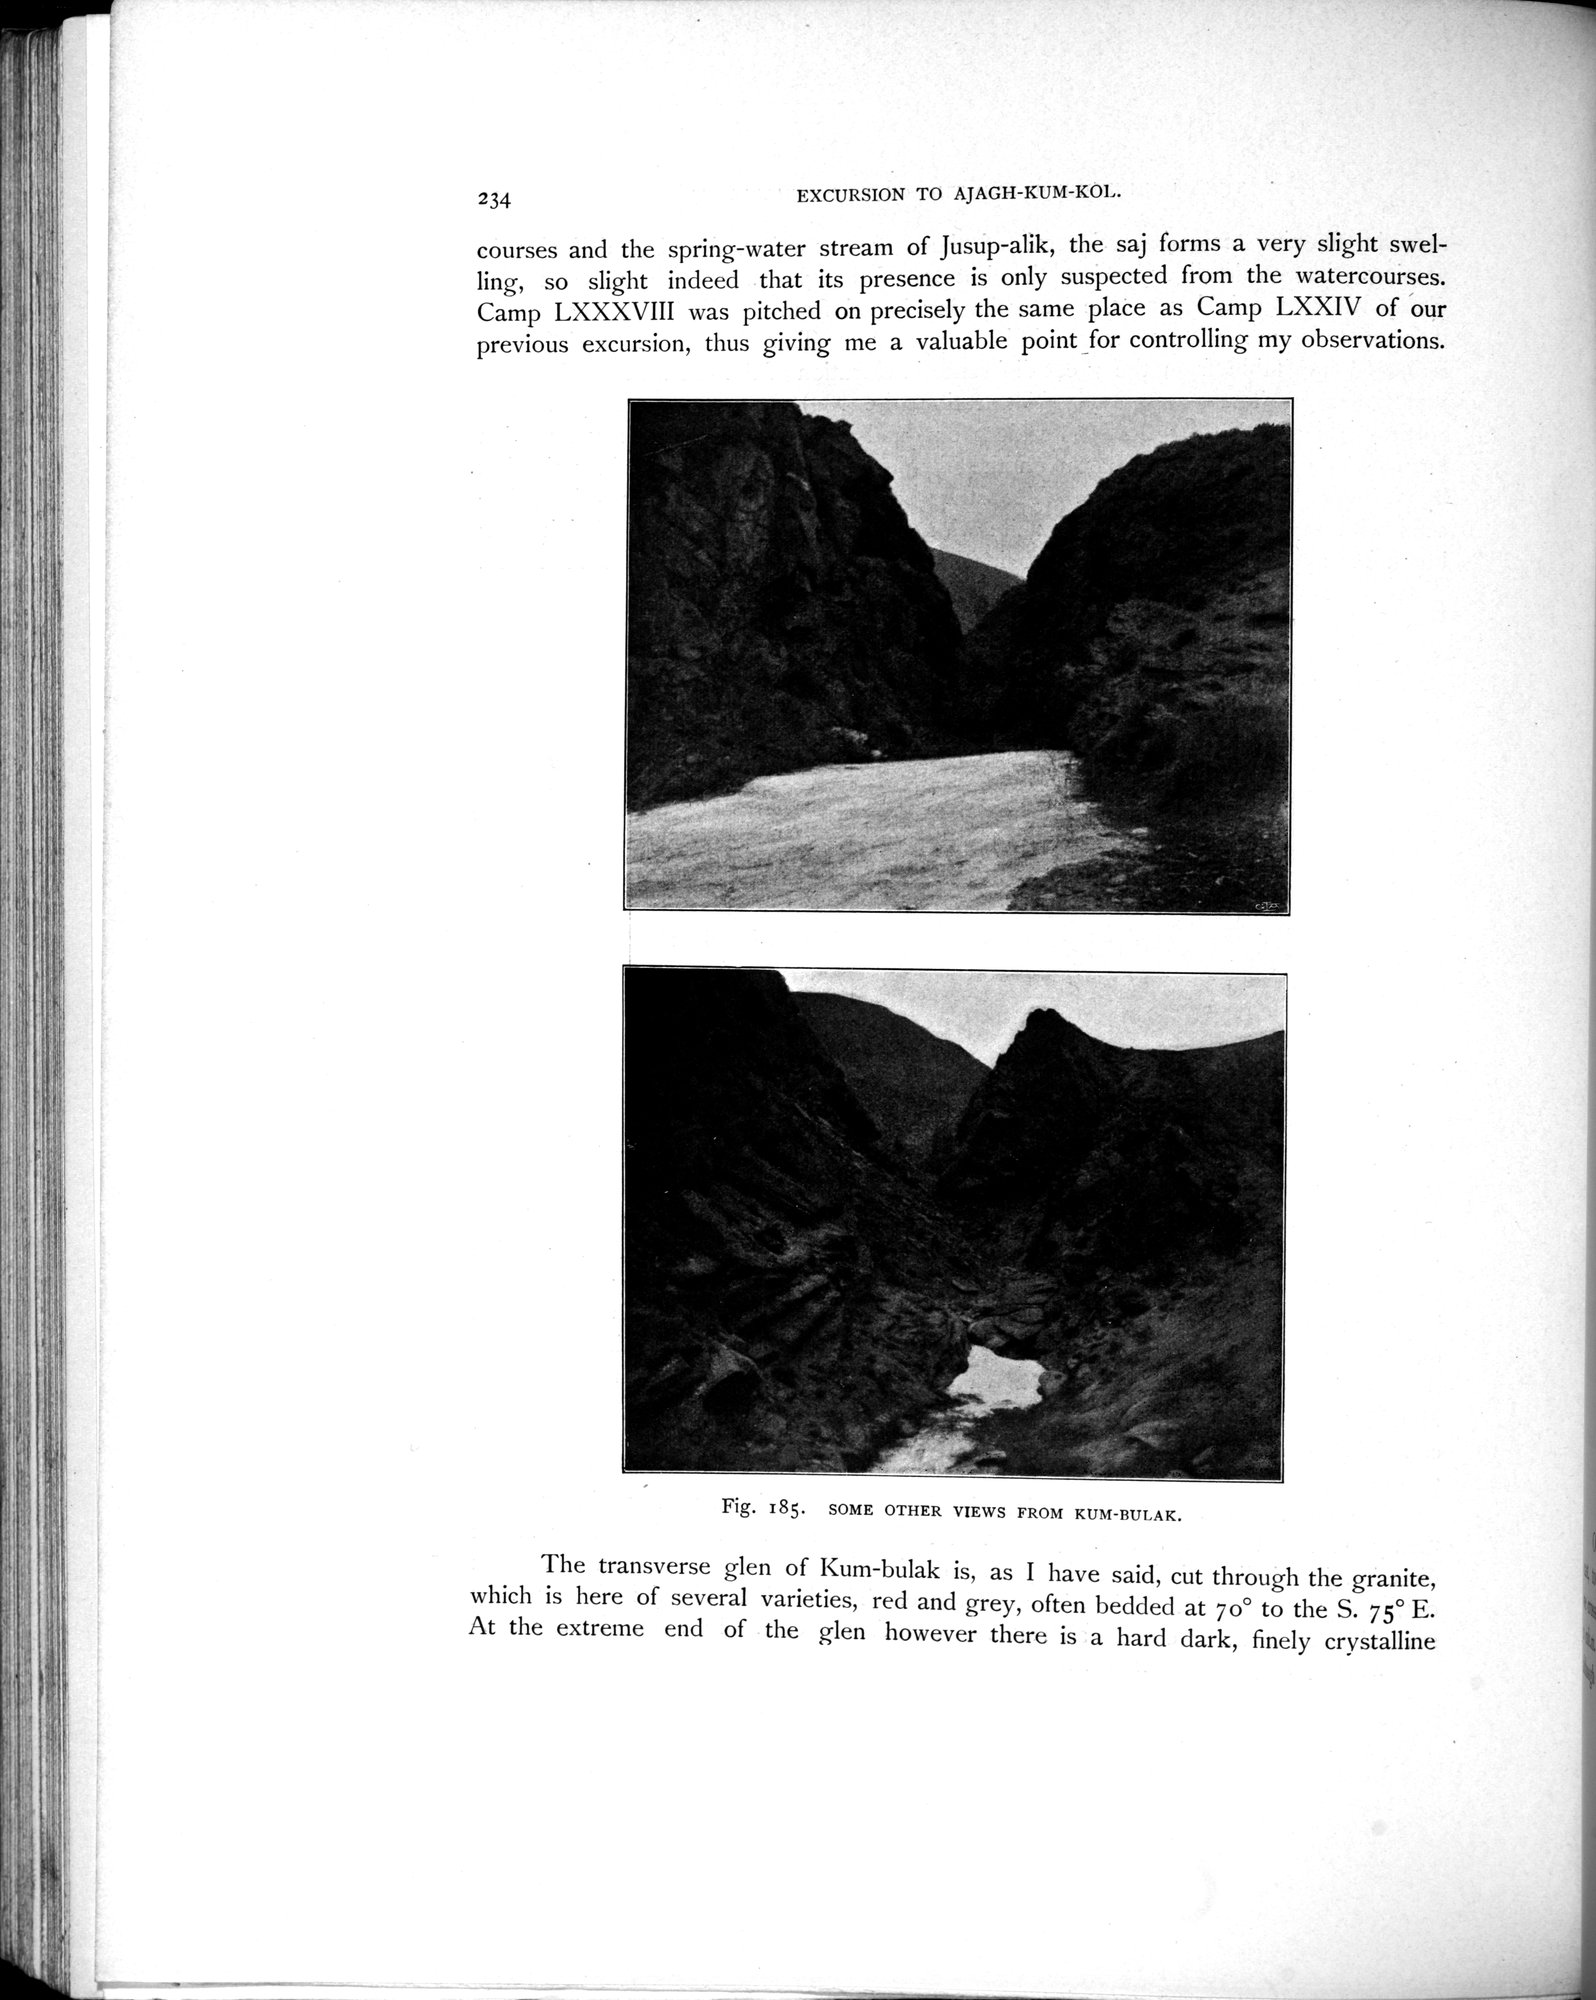 234
EXCURSION TO AJAGH-KUM-KÖL.
courses and the spring-water stream of Jusup-alik, the saj forms a very slight swel-
ling, so slight indeed that its presence is only suspected from the watercourses.
Camp LXXXVIII was pitched on precisely the same place as Camp LXXIV of our
previous excursion, thus giving me a valuable point for controlling my observations.
Fig. 185. SOME OTHER VIEWS FROM KUM-BULAK.
The transverse glen of Kum-bulak is, as I have said, cut through the granite,
which is here of several varieties, red and grey, often bedded at 70° to the S. 75° E.
At the extreme end of the glen however there is a hard dark, finely crystalline